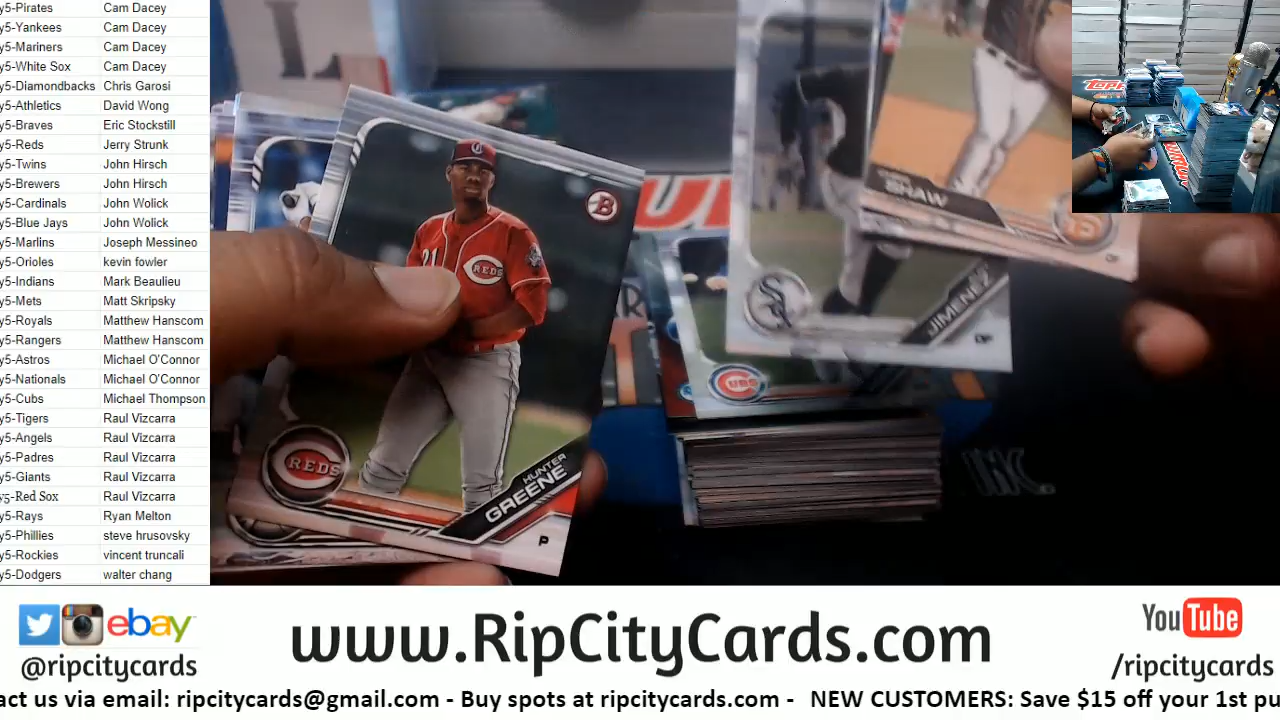 y5-Pirates Cam Dacey
y5-Yankees Cam Dacey
y5-Mariners Cam Dacey
y5-White Sox Cam Dacey
y5-Diamondbacks Chris Garosi
y5-Athletics David Wong
y5-Braves Eric Stockstill
y5-Reds Jerry Strunk
y5-Twins John Hirsch
y5-Brewers John Hirsch
y5-Cardinals John Wolick
y5-Blue Jays John Wolick
y5-Marlins Joseph Messineo
y5-Orioles kevin fowler
y5-Indians Mark Beaulieu
y5-Mets Matt Skripsky
y5-Royals Matthew Hanscom
y5-Rangers Matthew Hanscom
y5-Astros Michael O'Connor
y5-Nationals Michael O'Connor
y5-Cubs Michael Thompson
y5-Tigers Raul Vizcarra
y5-Angels Raul Vizcarra
y5-Padres Raul Vizcarra
y5-Giants Raul Vizcarra
y5-Red Sox Raul Vizcarra
y5-Rays Ryan Melton
y5-Phillies steve hrusovsky
y5-Rockies vincent truncali
y5-Dodgers walter chang
SHAW
B
21 REDS
JIMENEZ
CUBS
REDS
HUNTER
GREENE
P
ebay
@ripcitycards
www.RipCityCards.com
YouTube
/ripcitycards
act us via email: ripcitycards@gmail.com - Buy spots at ripcitycards.com - NEW CUSTOMERS: Save $15 off your 1st pu